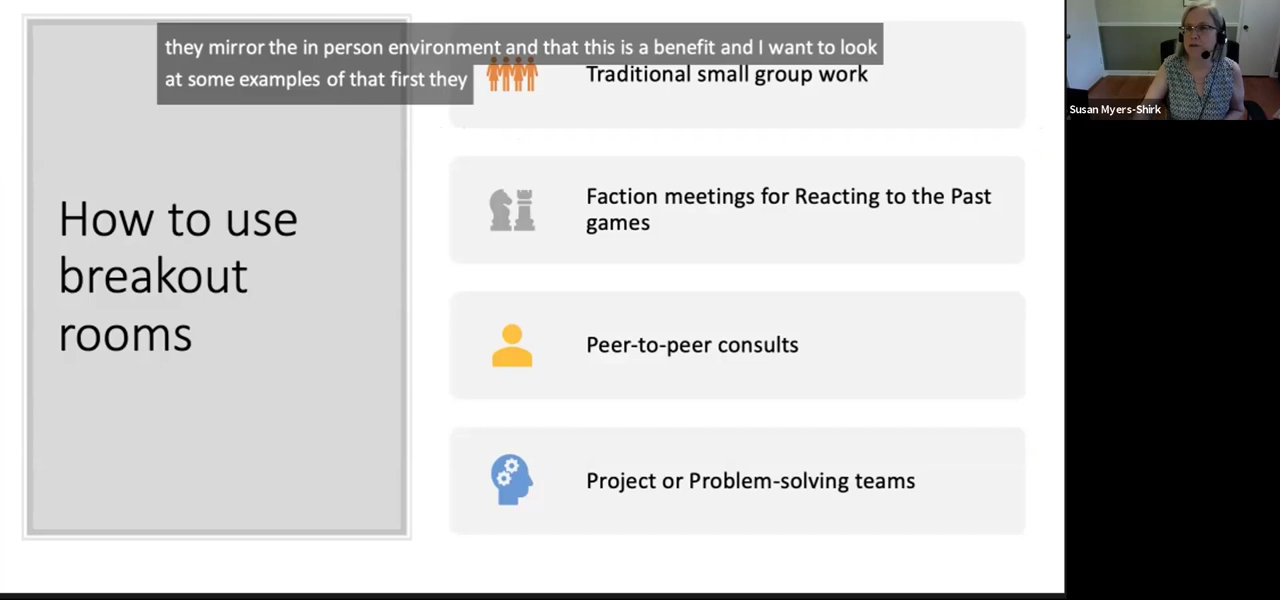 they mirror the in person environment and that this is a benefit and I want to look
at some examples of that first they
Susan Myers-Shirk
How to use
breakout
rooms
Traditional small group work
Faction meetings for Reacting to the Past
games
Peer-to-peer consults
Project or Problem-solving teams